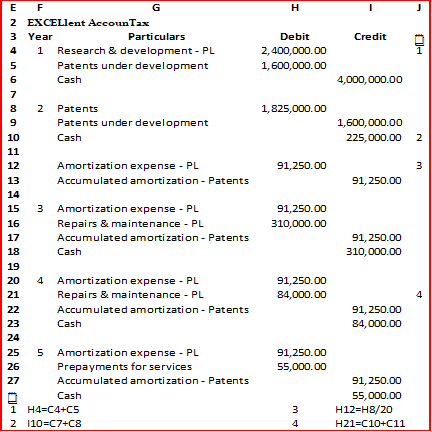 E F G H I J
2 EXCELlent AccounTax
3 Year Particulars Debit Credit
4 1 Research & development - PL 2,400,000.00 1
5 Patents under development 1,600,000.00
6 Cash 4,000,000.00
7
8 2 Patents 1,825,000.00
9 Patents under development 1,600,000.00
10 Cash 225,000.00 2
11
12 Amortization expense - PL 91,250.00 3
13 Accumulated amortization - Patents 91,250.00
14
15 3 Amortization expense - PL 91,250.00
16 Repairs & maintenance - PL 310,000.00
17 Accumulated amortization - Patents 91,250.00
18 Cash 310,000.00
19
20 4 Amortization expense - PL 91,250.00
21 Repairs & maintenance - PL 84,000.00 4
22 Accumulated amortization - Patents 91,250.00
23 Cash 84,000.00
24
25 5 Amortization expense - PL 91,250.00
26 Prepayments for services 55,000.00
27 Accumulated amortization - Patents 91,250.00
Cash 55,000.00
1 H4=C4+C5 3 H12=H8/20
2 I10=C7+C8 4 H21=C10+C11